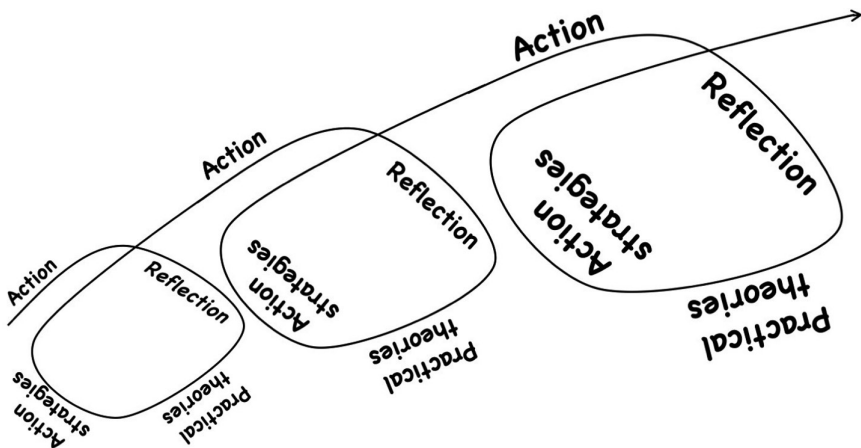 Action
Reflection
Practical
theories
Action
strategies
Action
Reflection
Practical
theories
Action
strategies
Action
Reflection
Practical
theories
Action
strategies